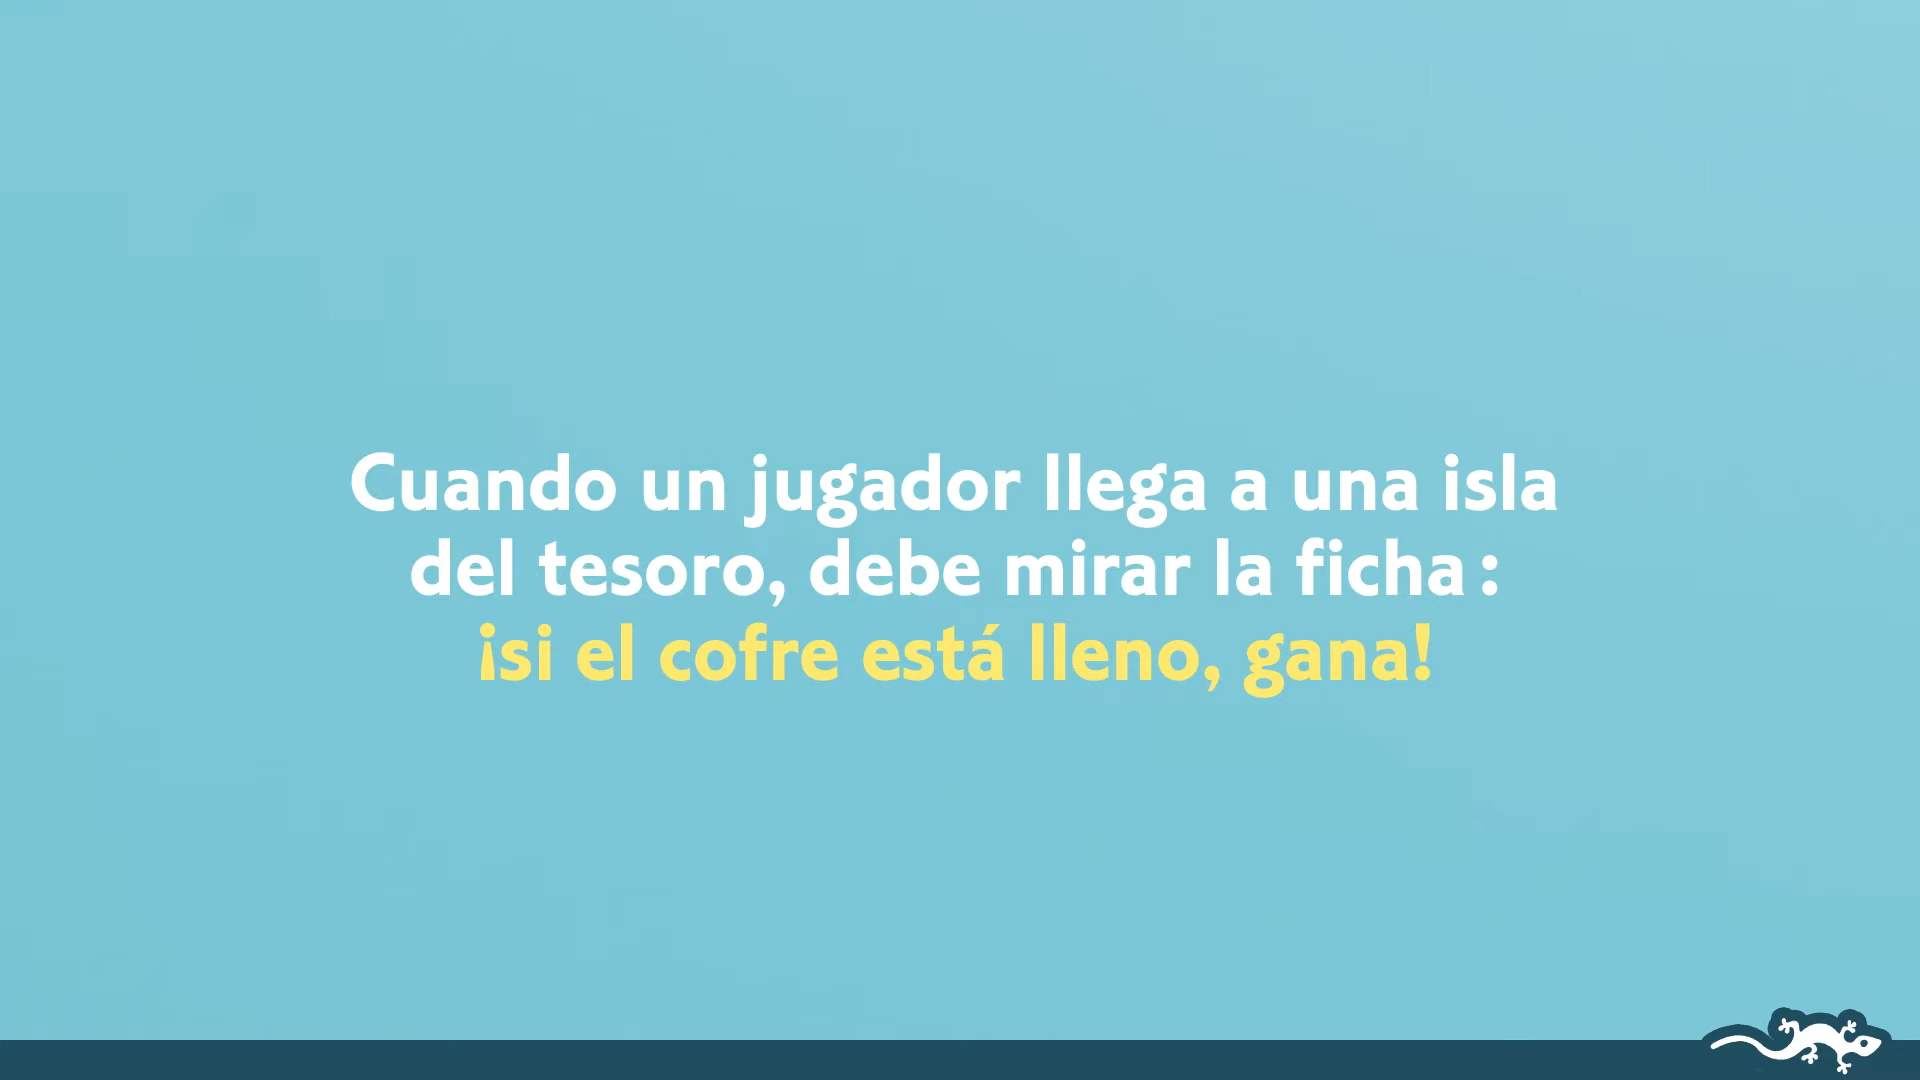 Cuando un jugador llega a una isla
del tesoro, debe mirar la ficha :
¡si el cofre está lleno, gana!